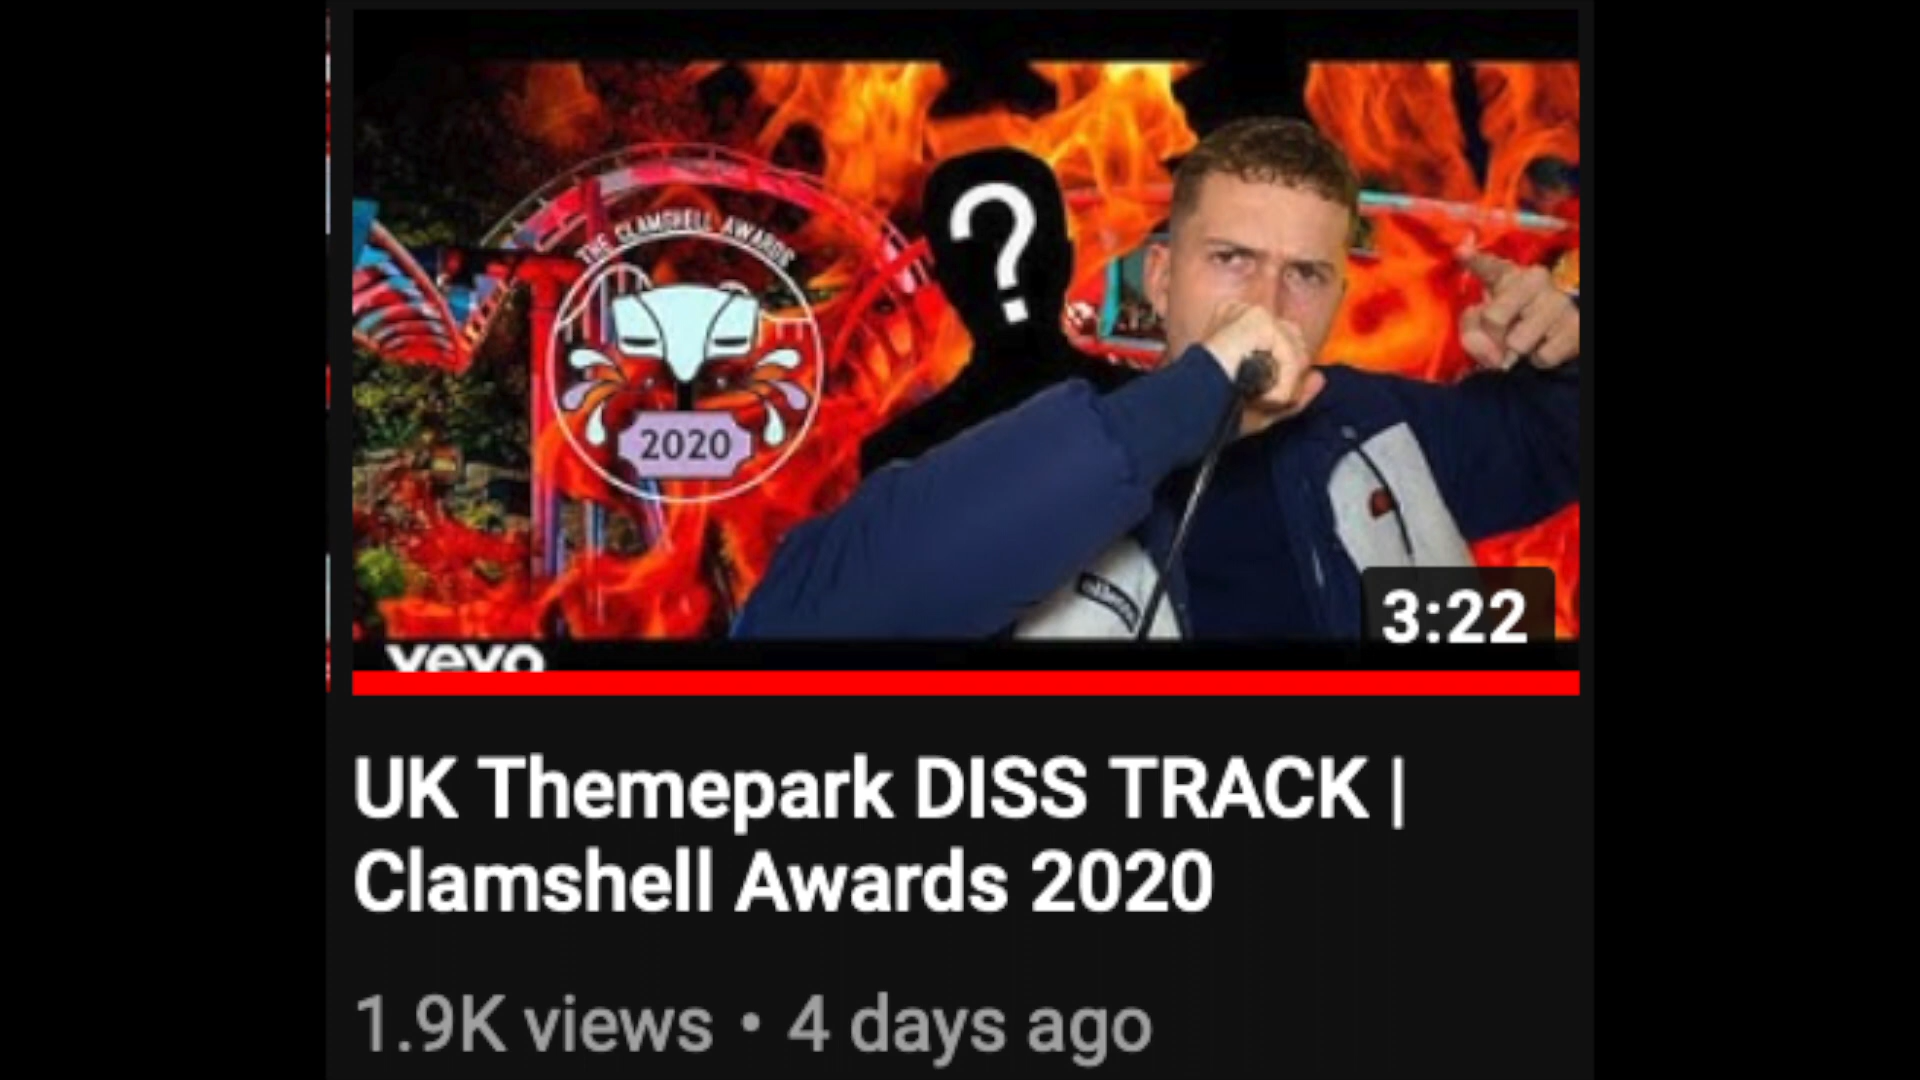 THE CLAMSHELL AWARDS
?
2020
ellesse
3:22
vevo
UK Themepark DISS TRACK |
Clamshell Awards 2020
1.9K views • 4 days ago